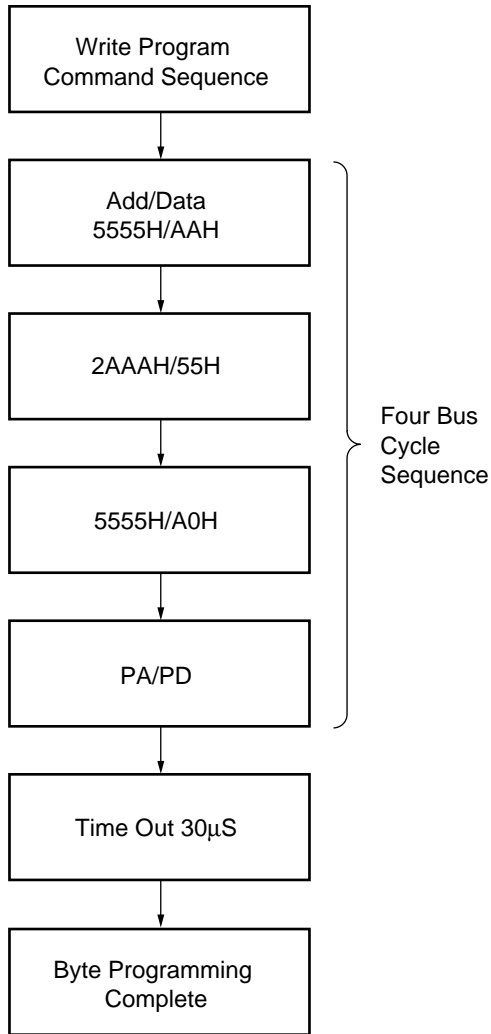 Write Program
Command Sequence
Add/Data
5555H/AAH
2AAAH/55H
5555H/A0H
PA/PD
Four Bus
Cycle
Sequence
Time Out 30μS
Byte Programming
Complete